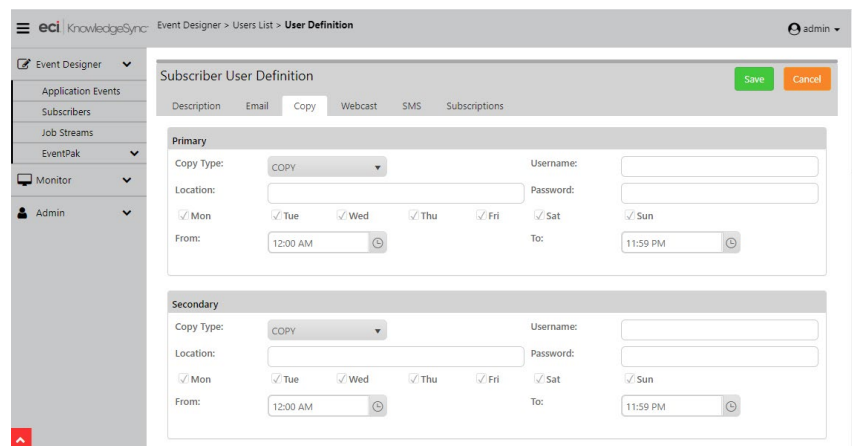 eci KnowledgeSync
Event Designer > Users List > User Definition
admin
Event Designer
Application Events
Subscribers
Job Streams
EventPak
Monitor
Admin
Subscriber User Definition
Save
Cancel
Description Email Copy Webcast SMS Subscriptions
Primary
Copy Type: COPY Username:
Location: Password:
Mon Tue Wed Thu Fri Sat Sun
From: 12:00 AM To: 11:59 PM
Secondary
Copy Type: COPY Username:
Location: Password:
Mon Tue Wed Thu Fri Sat Sun
From: 12:00 AM To: 11:59 PM